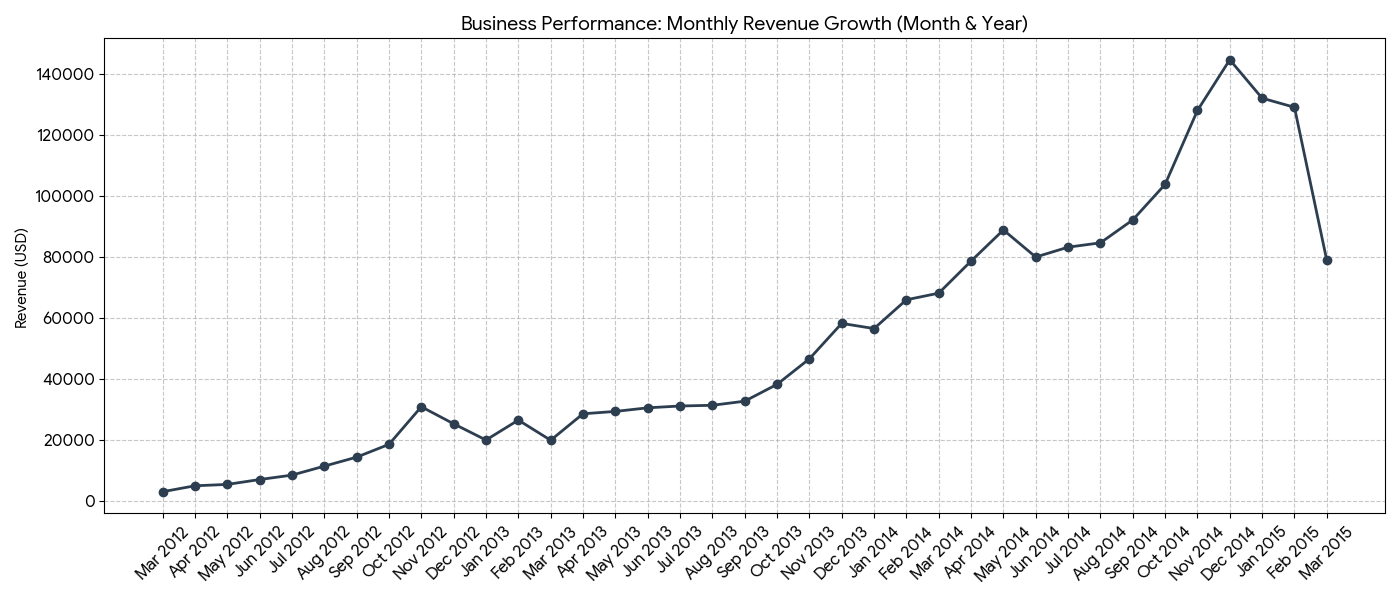 Business Performance: Monthly Revenue Growth (Month & Year)
Revenue (USD)
140000
120000
100000
80000
60000
40000
20000
0
Mar 2012
Apr 2012
May 2012
Jun 2012
Jul 2012
Aug 2012
Sep 2012
Oct 2012
Nov 2012
Dec 2012
Jan 2013
Feb 2013
Mar 2013
Apr 2013
May 2013
Jun 2013
Jul 2013
Aug 2013
Sep 2013
Oct 2013
Nov 2013
Dec 2013
Jan 2014
Feb 2014
Mar 2014
Apr 2014
May 2014
Jun 2014
Jul 2014
Aug 2014
Sep 2014
Oct 2014
Nov 2014
Dec 2014
Jan 2015
Feb 2015
Mar 2015